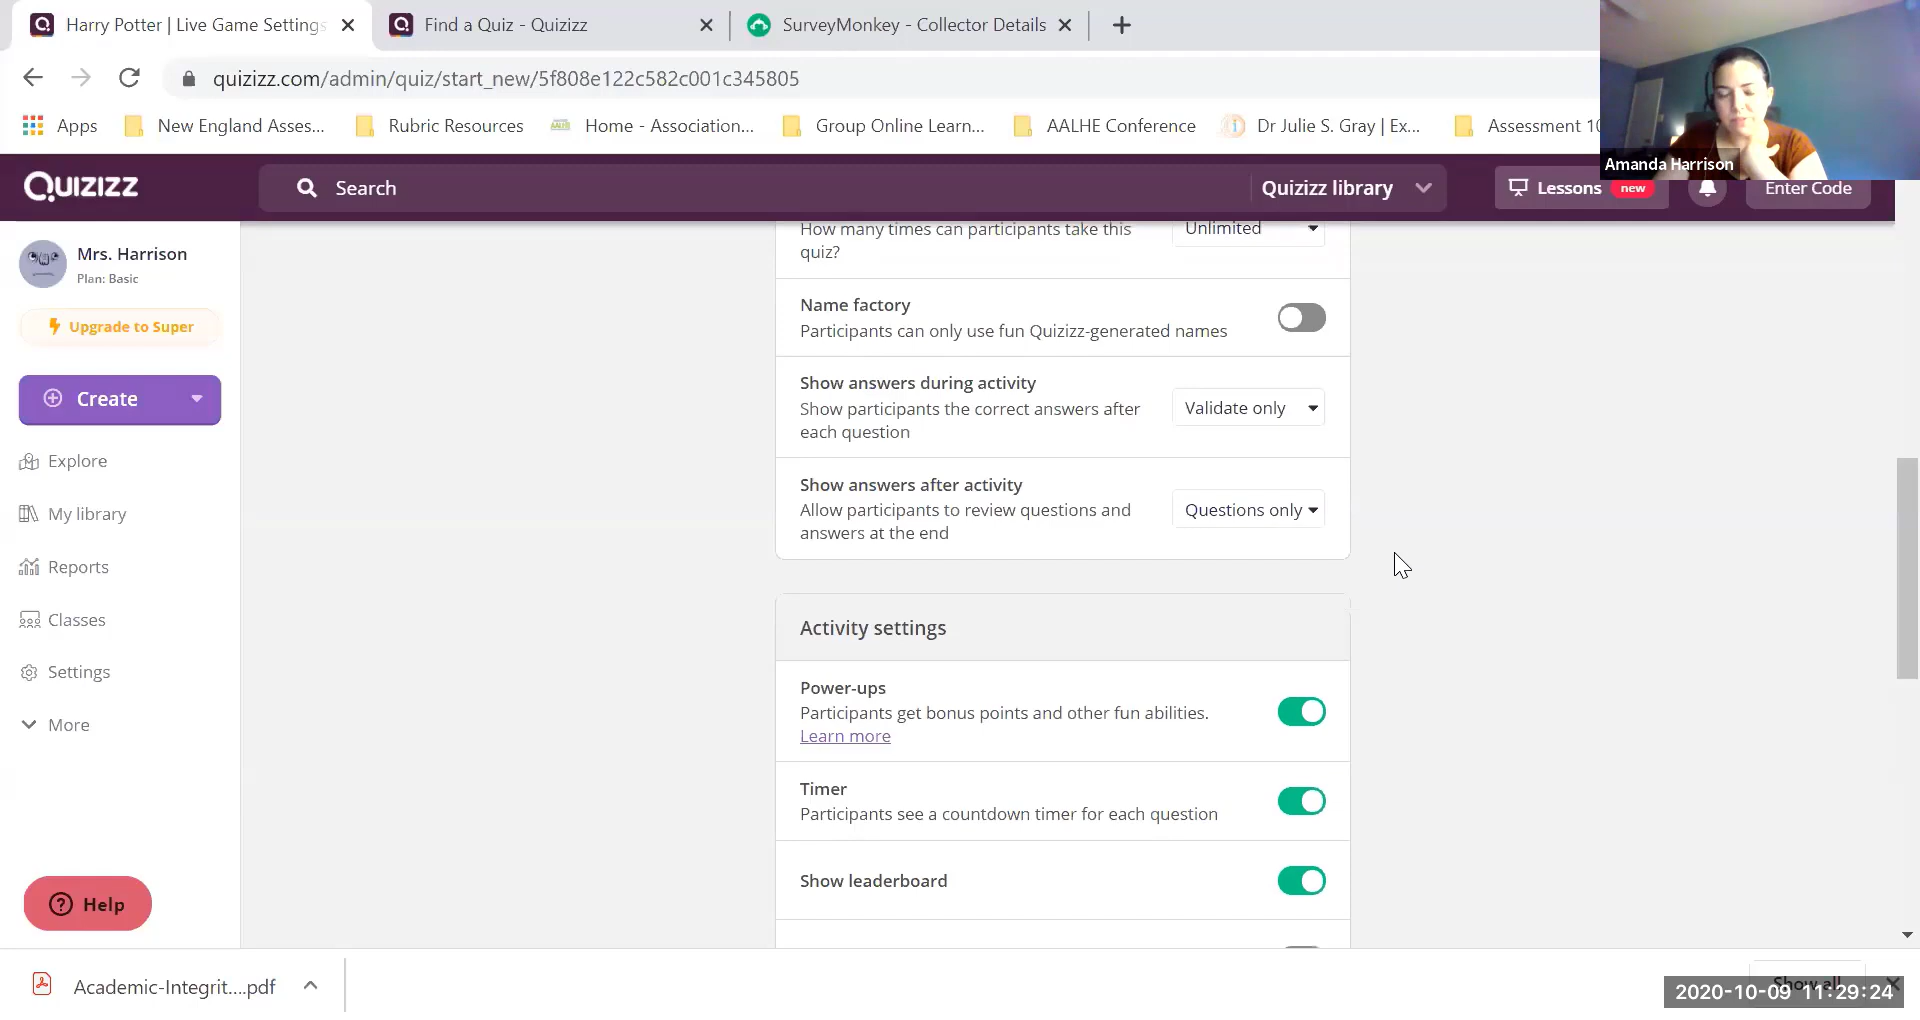 Harry Potter | Live Game Settings
Find a Quiz - Quizizz
SurveyMonkey - Collector Details
quizizz.com/admin/quiz/start_new/5f808e122c582c001c345805
Apps
New England Asses...
Rubric Resources
Home - Association...
Group Online Learn...
AALHE Conference
Dr Julie S. Gray | Ex...
Assessment 10
Amanda Harrison
QUIZIZZ
Search
Quizizz library
Lessons new
Enter Code
Mrs. Harrison
Plan: Basic
Upgrade to Super
Create
Explore
My library
Reports
Classes
Settings
More
Help
How many times can participants take this
quiz?
Unlimited
Name factory
Participants can only use fun Quizizz-generated names
Show answers during activity
Show participants the correct answers after
each question
Validate only
Show answers after activity
Allow participants to review questions and
answers at the end
Questions only
Activity settings
Power-ups
Participants get bonus points and other fun abilities.
Learn more
Timer
Participants see a countdown timer for each question
Show leaderboard
Academic-Integrit....pdf
Show all
2020-10-09 11:29:24